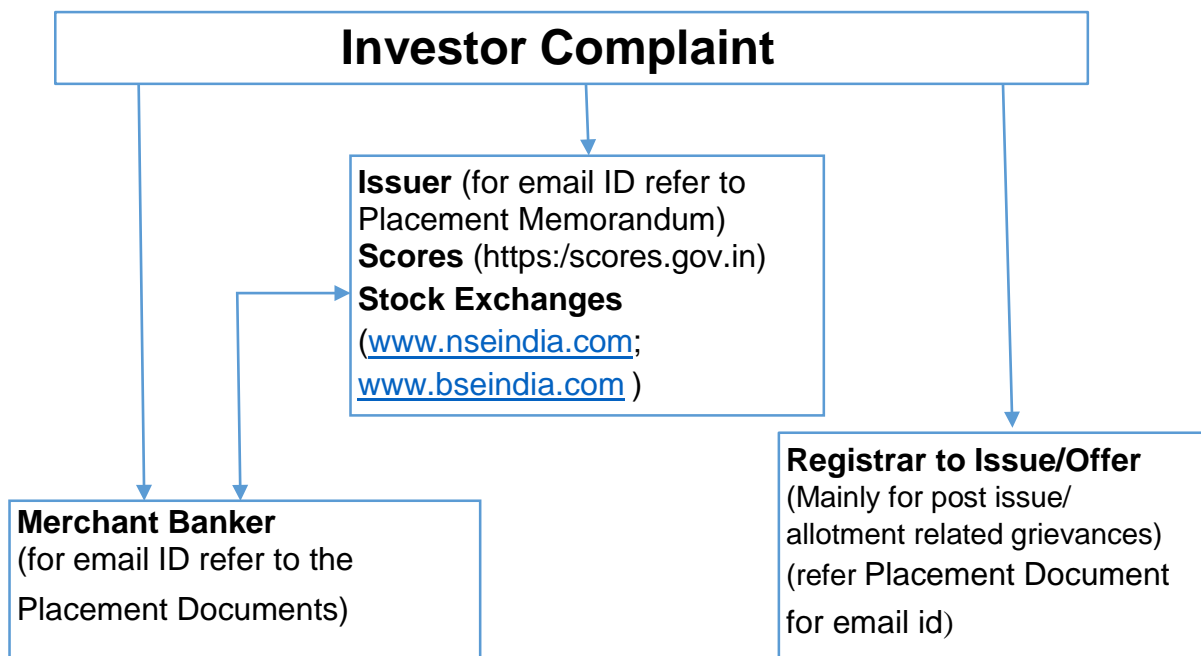 Investor Complaint
Issuer (for email ID refer to
Placement Memorandum)
Scores (https:/scores.gov.in)
Stock Exchanges
(www.nseindia.com;
www.bseindia.com )
Merchant Banker
(for email ID refer to the
Placement Documents)
Registrar to Issue/Offer
(Mainly for post issue/
allotment related grievances)
(refer Placement Document
for email id)